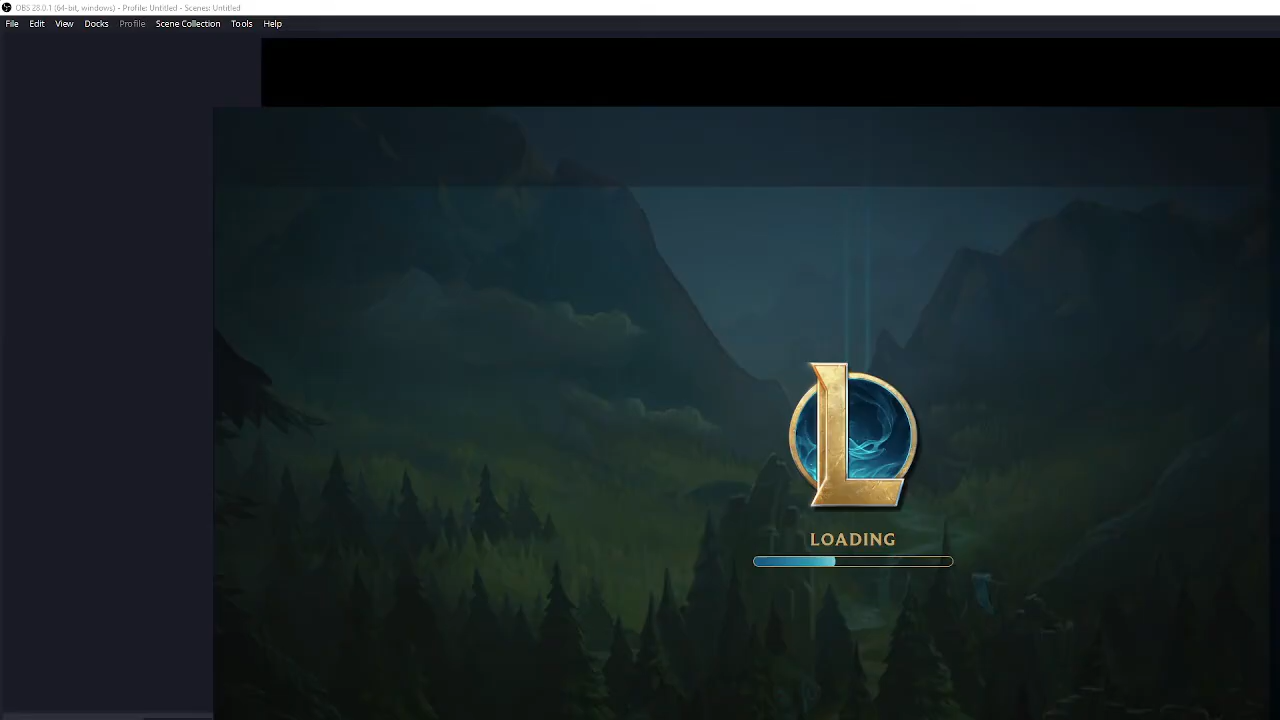 OBS 28.0.1 (64-bit, windows) - Profile: Untitled - Scenes: Untitled
File Edit View Docks Profile Scene Collection Tools Help
LOADING